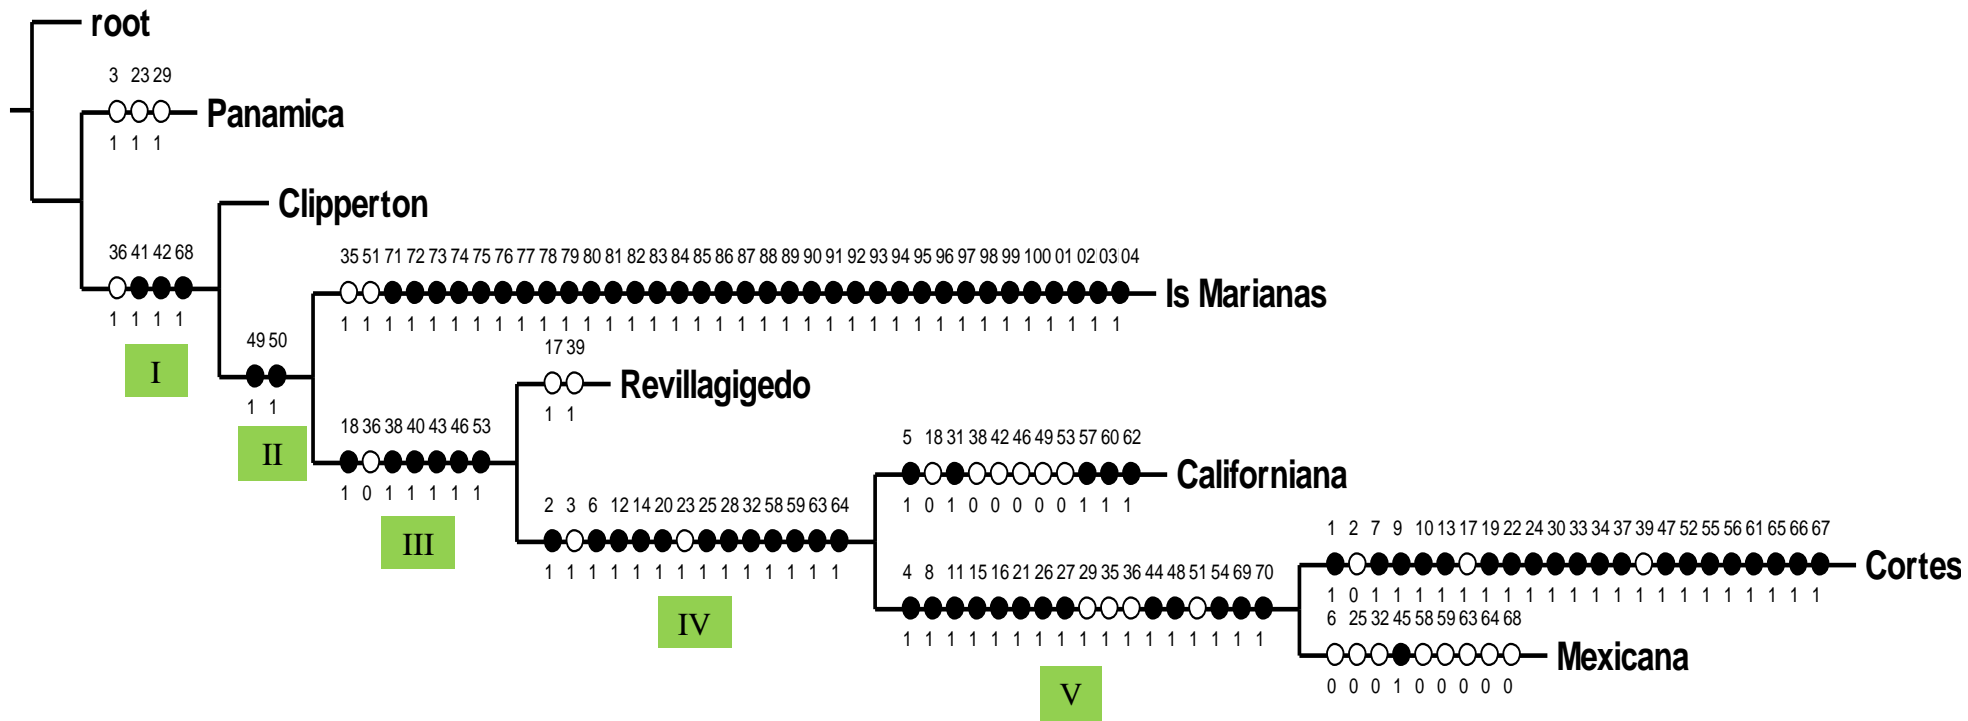 root
3 23 29
Panamica
1 1 1
Clipperton
36 41 42 68
1 1 1 1
I
35 51 71 72 73 74 75 76 77 78 79 80 81 82 83 84 85 86 87 88 89 90 91 92 93 94 95 96 97 98 99 100 01 02 03 04
Is Marianas
1 1 1 1 1 1 1 1 1 1 1 1 1 1 1 1 1 1 1 1 1 1 1 1 1 1 1 1 1 1 1 1 1 1 1 1
49 50
1 1
II
17 39
Revillagigedo
1 1
18 36 38 40 43 46 53
1 0 1 1 1 1 1
III
5 18 31 38 42 46 49 53 57 60 62
Californiana
1 0 1 0 0 0 0 0 1 1 1
2 3 6 12 14 20 23 25 28 32 58 59 63 64
1 1 1 1 1 1 1 1 1 1 1 1 1 1
IV
1 2 7 9 10 13 17 19 22 24 30 33 34 37 39 47 52 55 56 61 65 66 67
Cortes
1 0 1 1 1 1 1 1 1 1 1 1 1 1 1 1 1 1 1 1 1 1 1
4 8 11 15 16 21 26 27 29 35 36 44 48 51 54 69 70
1 1 1 1 1 1 1 1 1 1 1 1 1 1 1 1 1
V
6 25 32 45 58 59 63 64 68
Mexicana
0 0 0 1 0 0 0 0 0